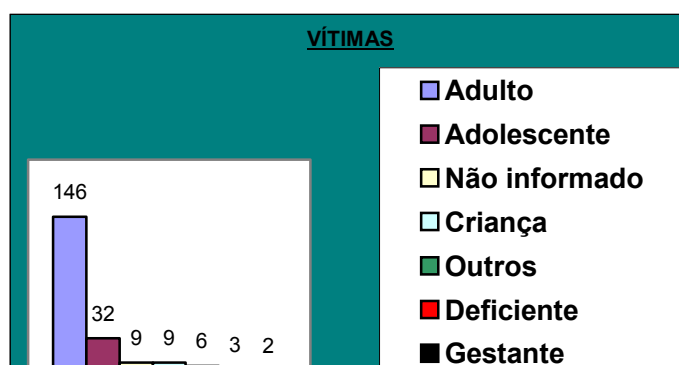 VÍTIMAS
Adulto
Adolescente
Não informado
Criança
Outros
Deficiente
Gestante
146
32
9 9 6 3 2